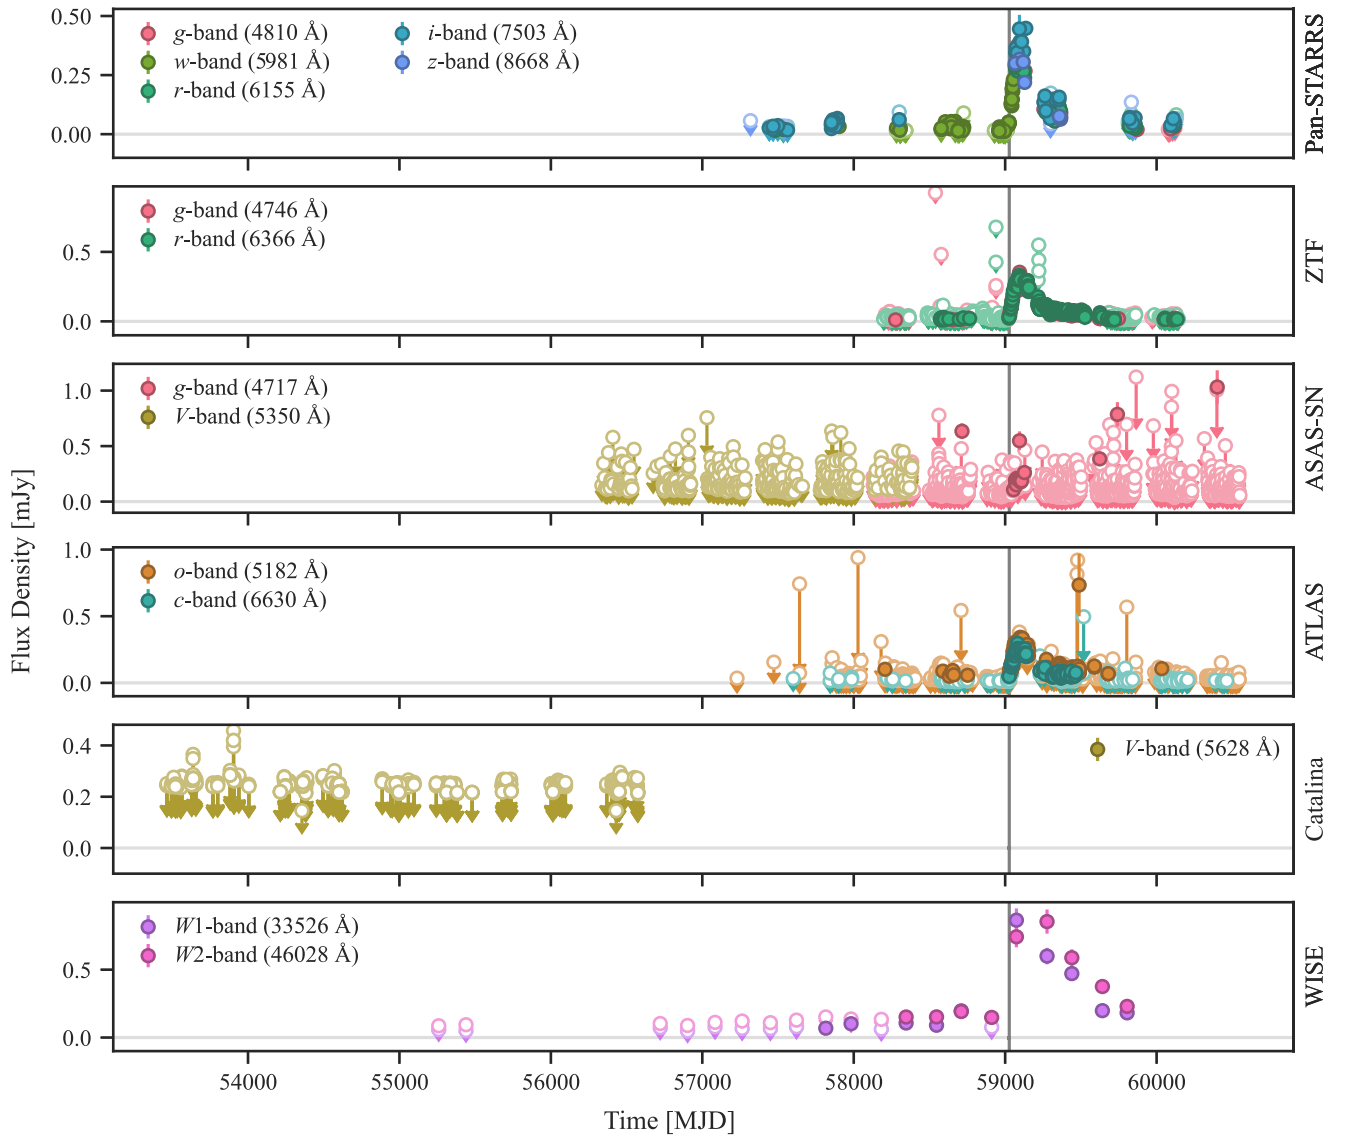 0.50
0.25
0.00
g-band (4810 Å)
w-band (5981 Å)
r-band (6155 Å)
i-band (7503 Å)
z-band (8668 Å)
Pan-STARRS
0.5
0.0
g-band (4746 Å)
r-band (6366 Å)
ZTF
1.0
0.5
0.0
g-band (4717 Å)
V-band (5350 Å)
ASAS-SN
Flux Density [mJy]
1.0
0.5
0.0
o-band (5182 Å)
c-band (6630 Å)
ATLAS
0.4
0.2
0.0
V-band (5628 Å)
Catalina
0.5
0.0
W1-band (33526 Å)
W2-band (46028 Å)
WISE
54000 55000 56000 57000 58000 59000 60000
Time [MJD]